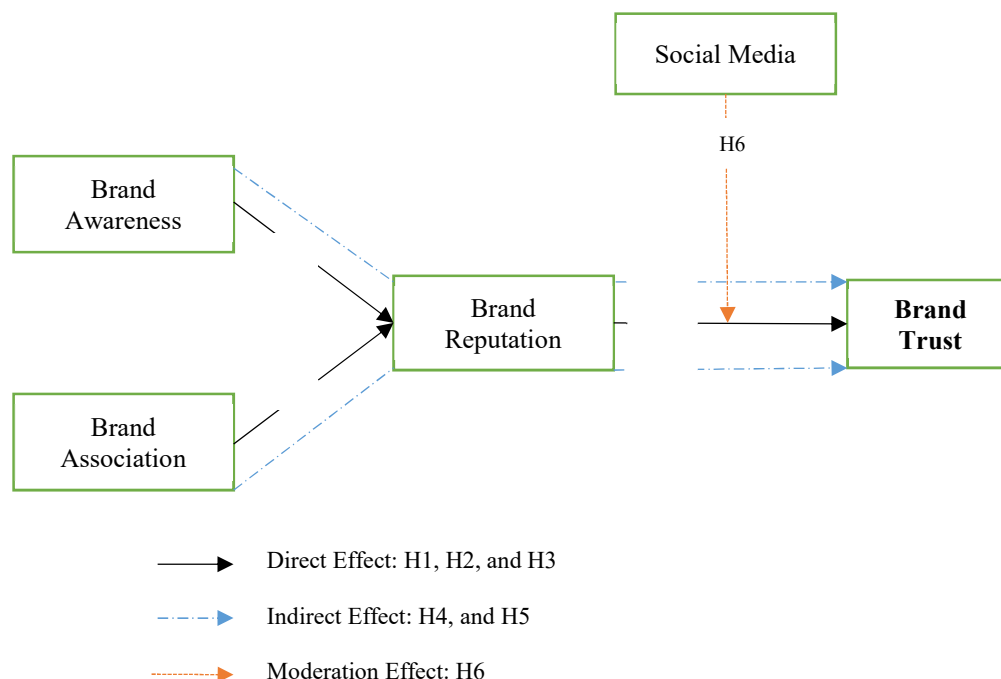 Social Media
H6
Brand
Awareness
Brand
Reputation
Brand
Trust
Brand
Association
Direct Effect: H1, H2, and H3
Indirect Effect: H4, and H5
Moderation Effect: H6